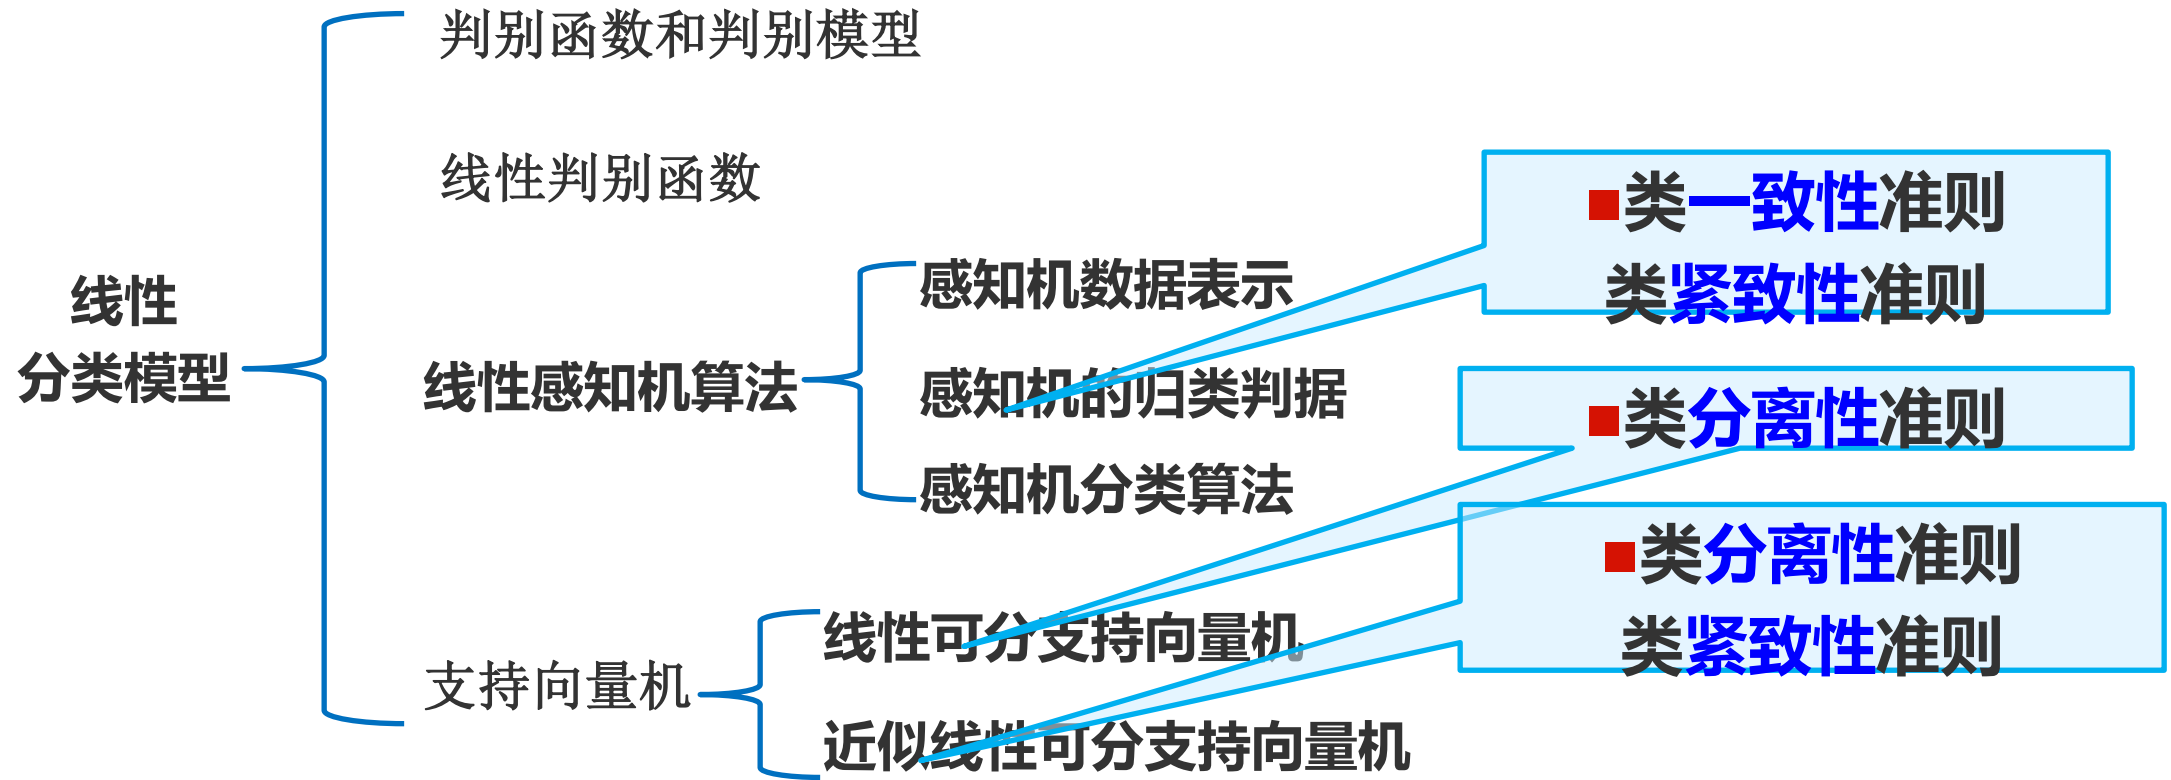 判别函数和判别模型
线性判别函数
线性
分类模型
线性感知机算法
感知机数据表示
感知机的归类判据
感知机分类算法
支持向量机
线性可分支持向量机
近似线性可分支持向量机
■类一致性准则
类紧致性准则
■类分离性准则
■类分离性准则
类紧致性准则